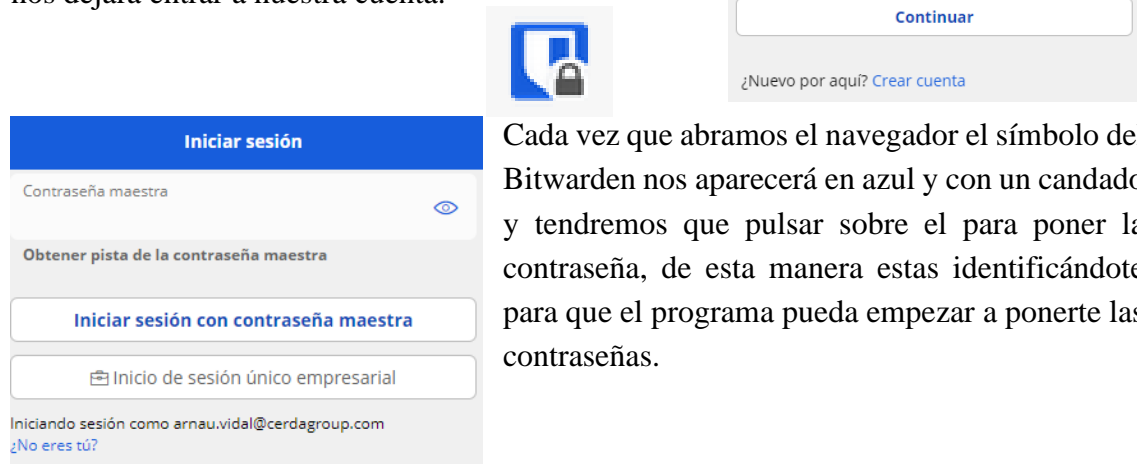 nos dejará entrar a nuestra cuenta.
Continuar
¿Nuevo por aquí? Crear cuenta
Iniciar sesión
Contraseña maestra
Obtener pista de la contraseña maestra
Iniciar sesión con contraseña maestra
Inicio de sesión único empresarial
Iniciando sesión como arnau.vidal@cerdagroup.com
¿No eres tú?
Cada vez que abramos el navegador el símbolo del
Bitwarden nos aparecerá en azul y con un candado
y tendremos que pulsar sobre el para poner la
contraseña, de esta manera estas identificándote
para que el programa pueda empezar a ponerte las
contraseñas.